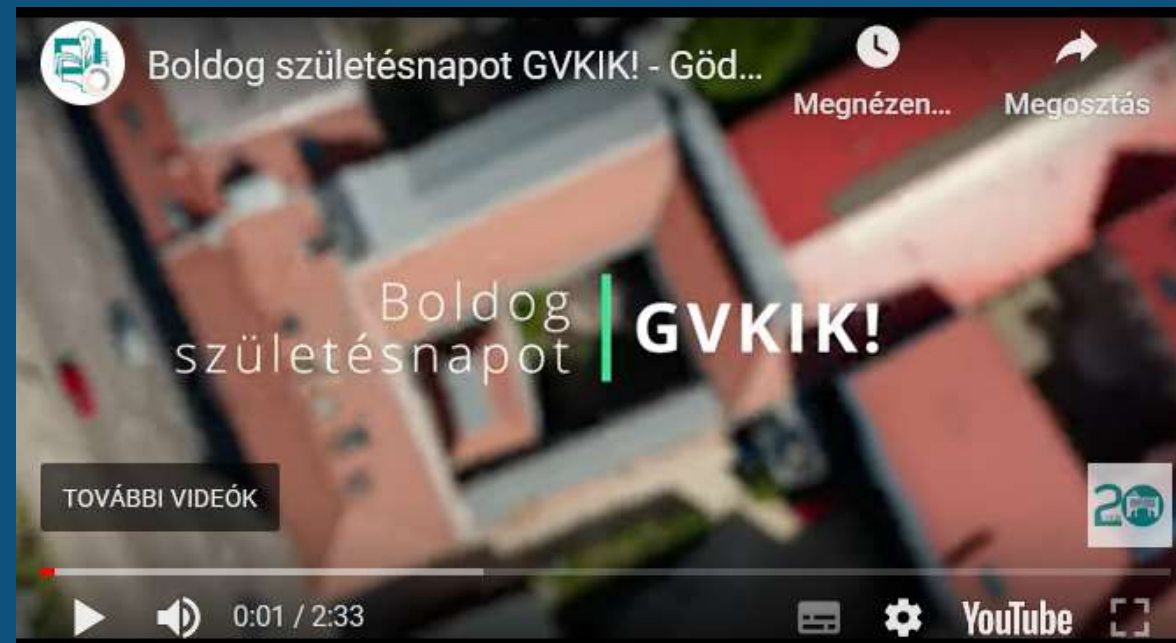 Boldog születésnapot GVKIK! - Göd...
Megnézen...
Megosztás
Boldog
születésnapot
GVKIK!
TOVÁBBI VIDEÓK
20
0:01 / 2:33
YouTube